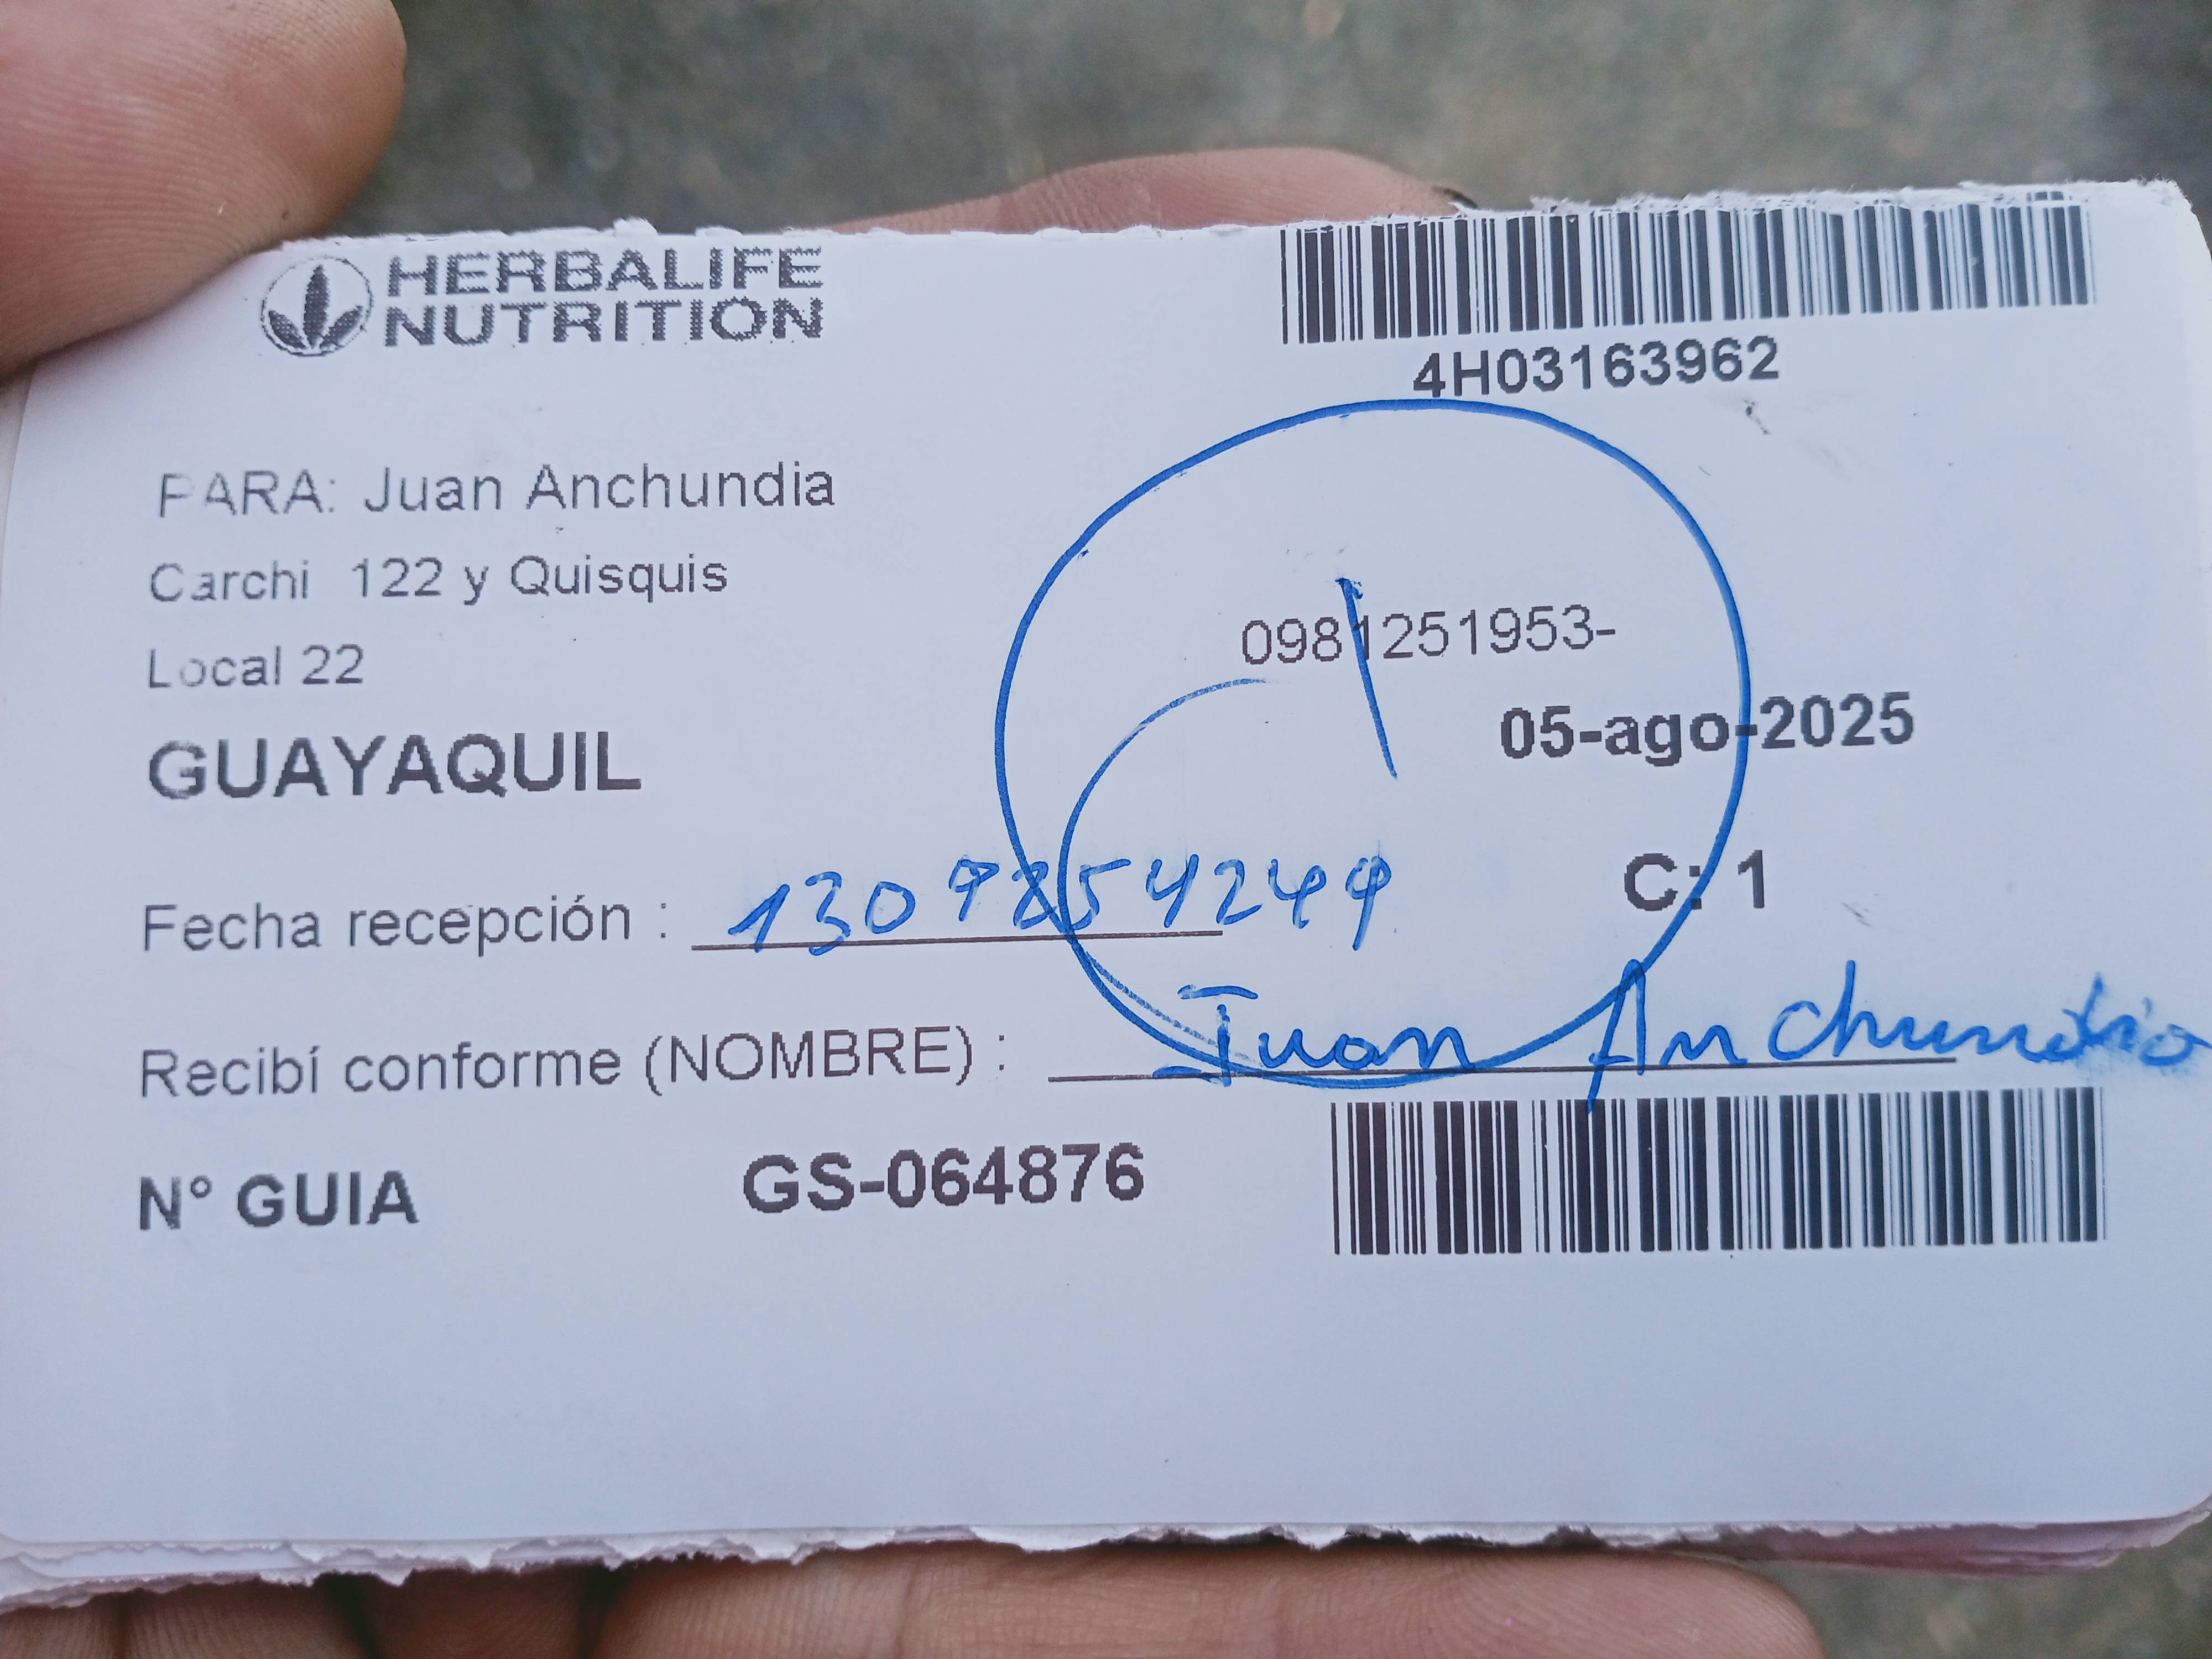 HERBALIFE
NUTRITION
4H03163962
PARA: Juan Anchundia
Carchi 122 y Quisquis
Local 22
0981251953-
GUAYAQUIL
05-ago-2025
C: 1
Fecha recepción : 1309254249
Recibí conforme (NOMBRE) : Juan Anchundia
N° GUIA GS-064876